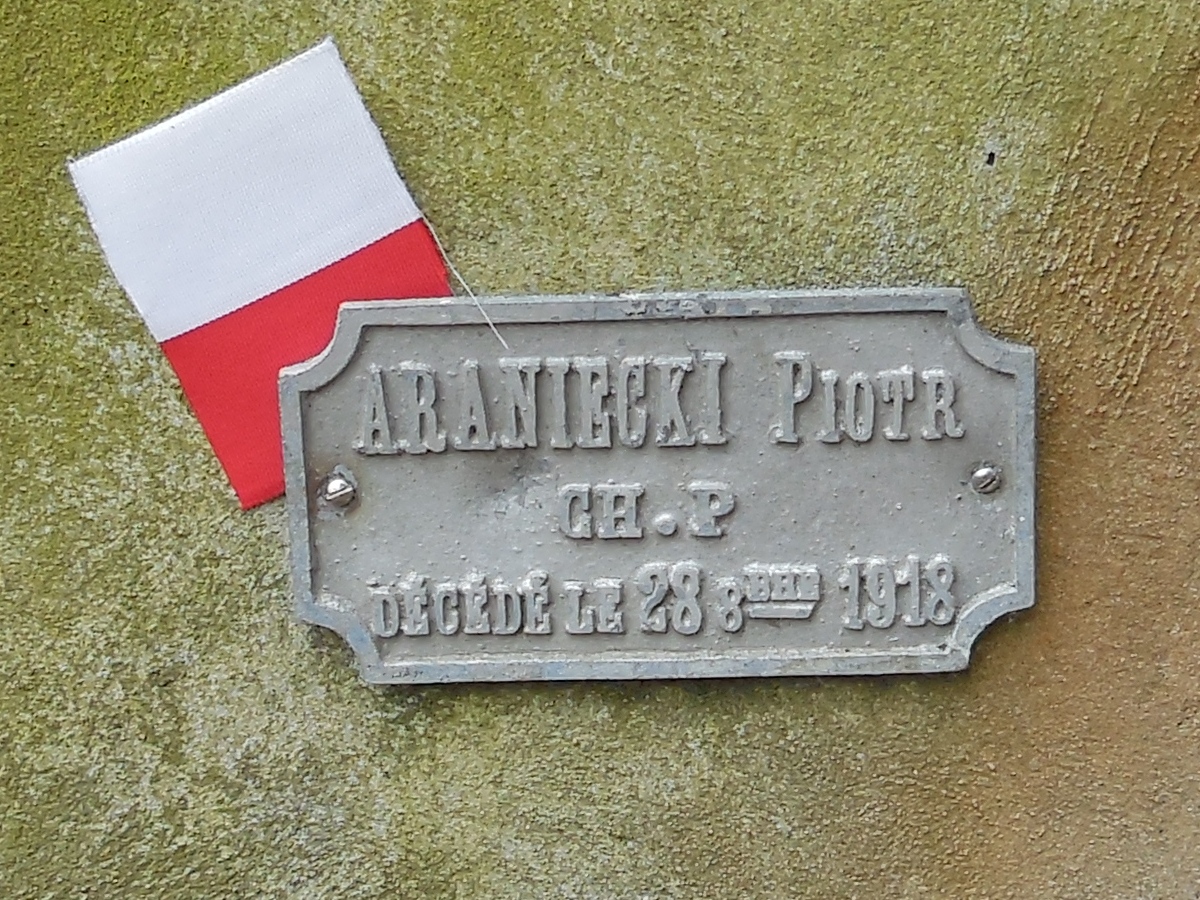 ARANIECKI PIOTR
CH.P
DÉCÉDÉ LE 28 8BRE 1918